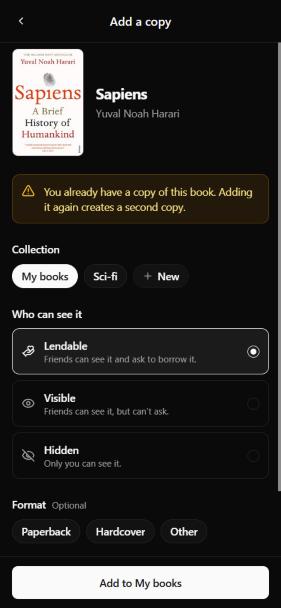 Add a copy
Yuval Noah Harari
Sapiens
A Brief
History of
Humankind
Sapiens
Yuval Noah Harari
You already have a copy of this book. Adding
it again creates a second copy.
Collection
My books
Sci-fi
+ New
Who can see it
Lendable
Friends can see it and ask to borrow it.
Visible
Friends can see it, but can't ask.
Hidden
Only you can see it.
Format Optional
Paperback
Hardcover
Other
Add to My books